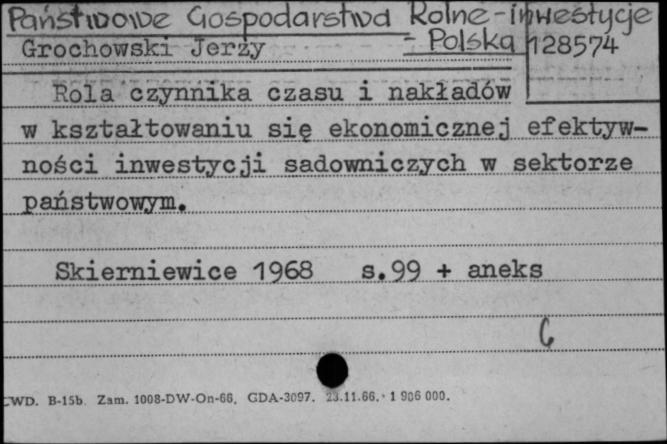 Państwowe Gospodarstwa Rolne - inwestycje
- Polska
Grochowski Jerzy
128574
Rola czynnika czasu i nakładów
w kształtowaniu się ekonomicznej efektyw-
ności inwestycji sadowniczych w sektorze
państwowym.
Skierniewice 1968 s.99 + aneks
6
CWD. B-15b. Zam. 1008-DW-On-66. GDA-3097. 23.11.66. 1 906 000.